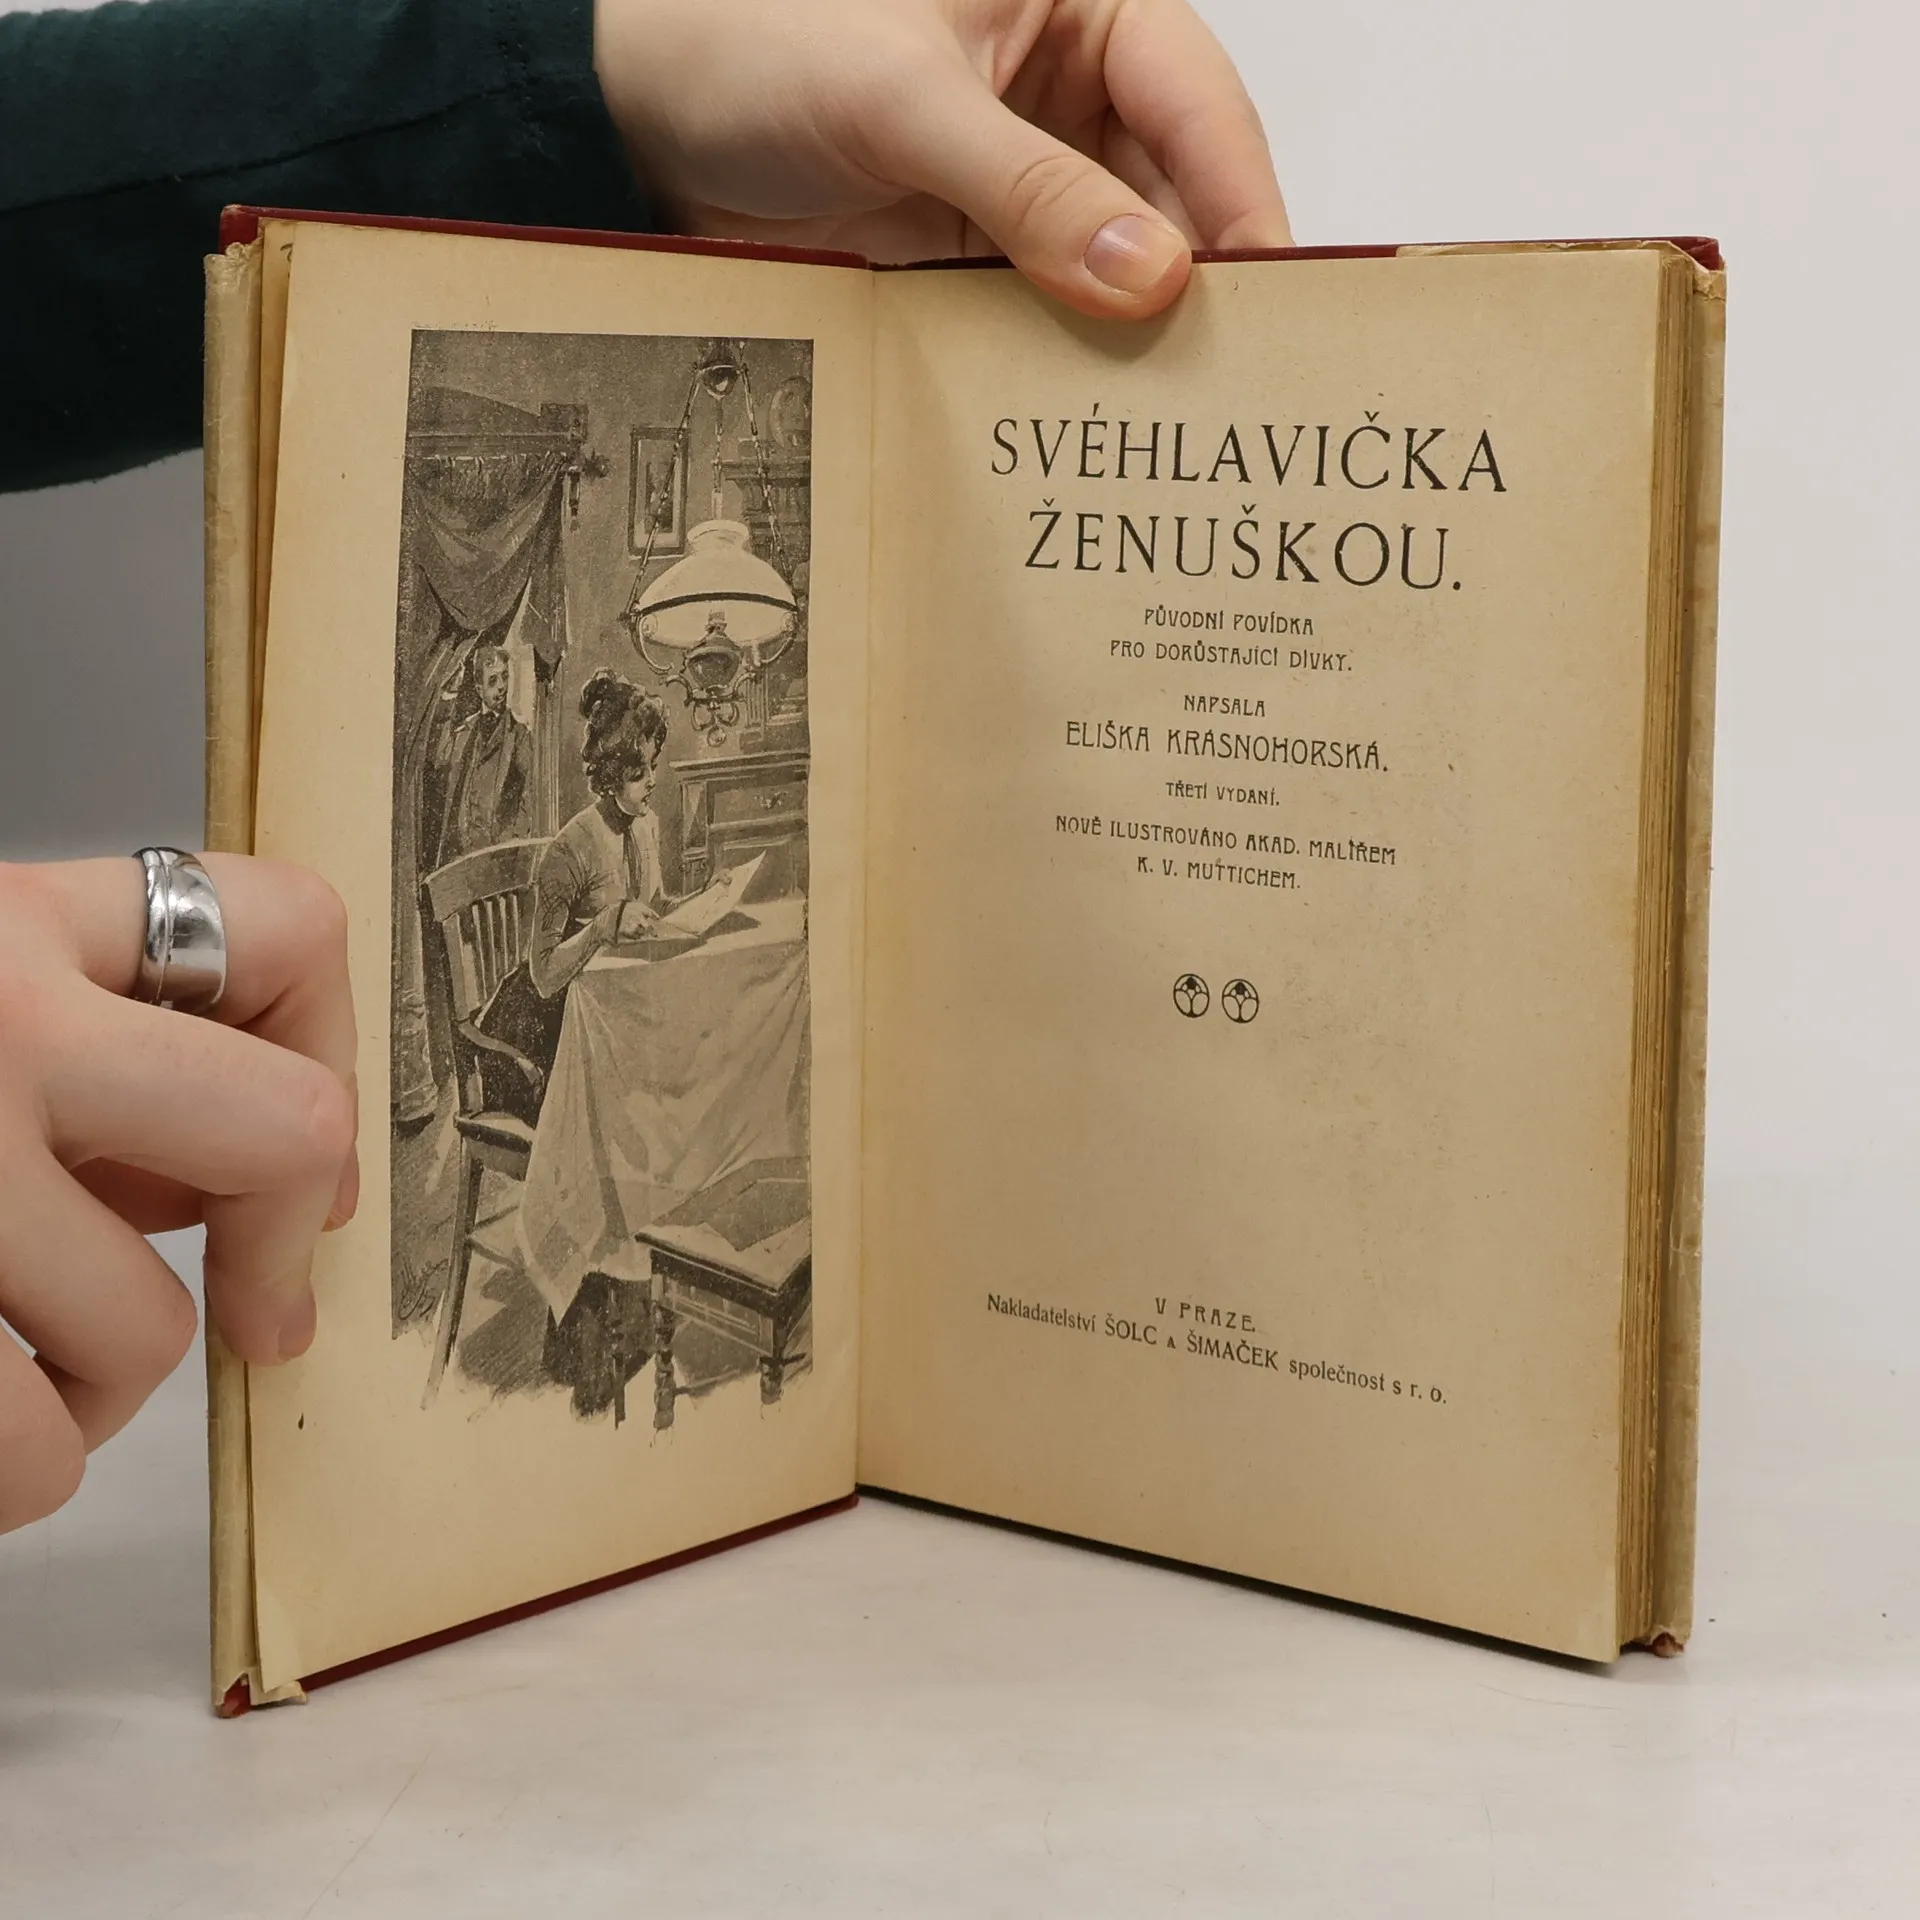 SVÉHLAVIČKA
ŽENUŠKOU.
PŮVODNÍ POVÍDKA
PRO DORŮSTAJÍCÍ DÍVKY.
NAPSALA
ELIŠKA KRÁSNOHORSKÁ.
TŘETÍ VYDÁNÍ.
NOVĚ ILUSTROVÁNO AKAD. MALÍŘEM
K. V. MUTTICHEM.
V PRAZE
Nakladatelství ŠOLC A ŠIMAČEK společnost s r. o.